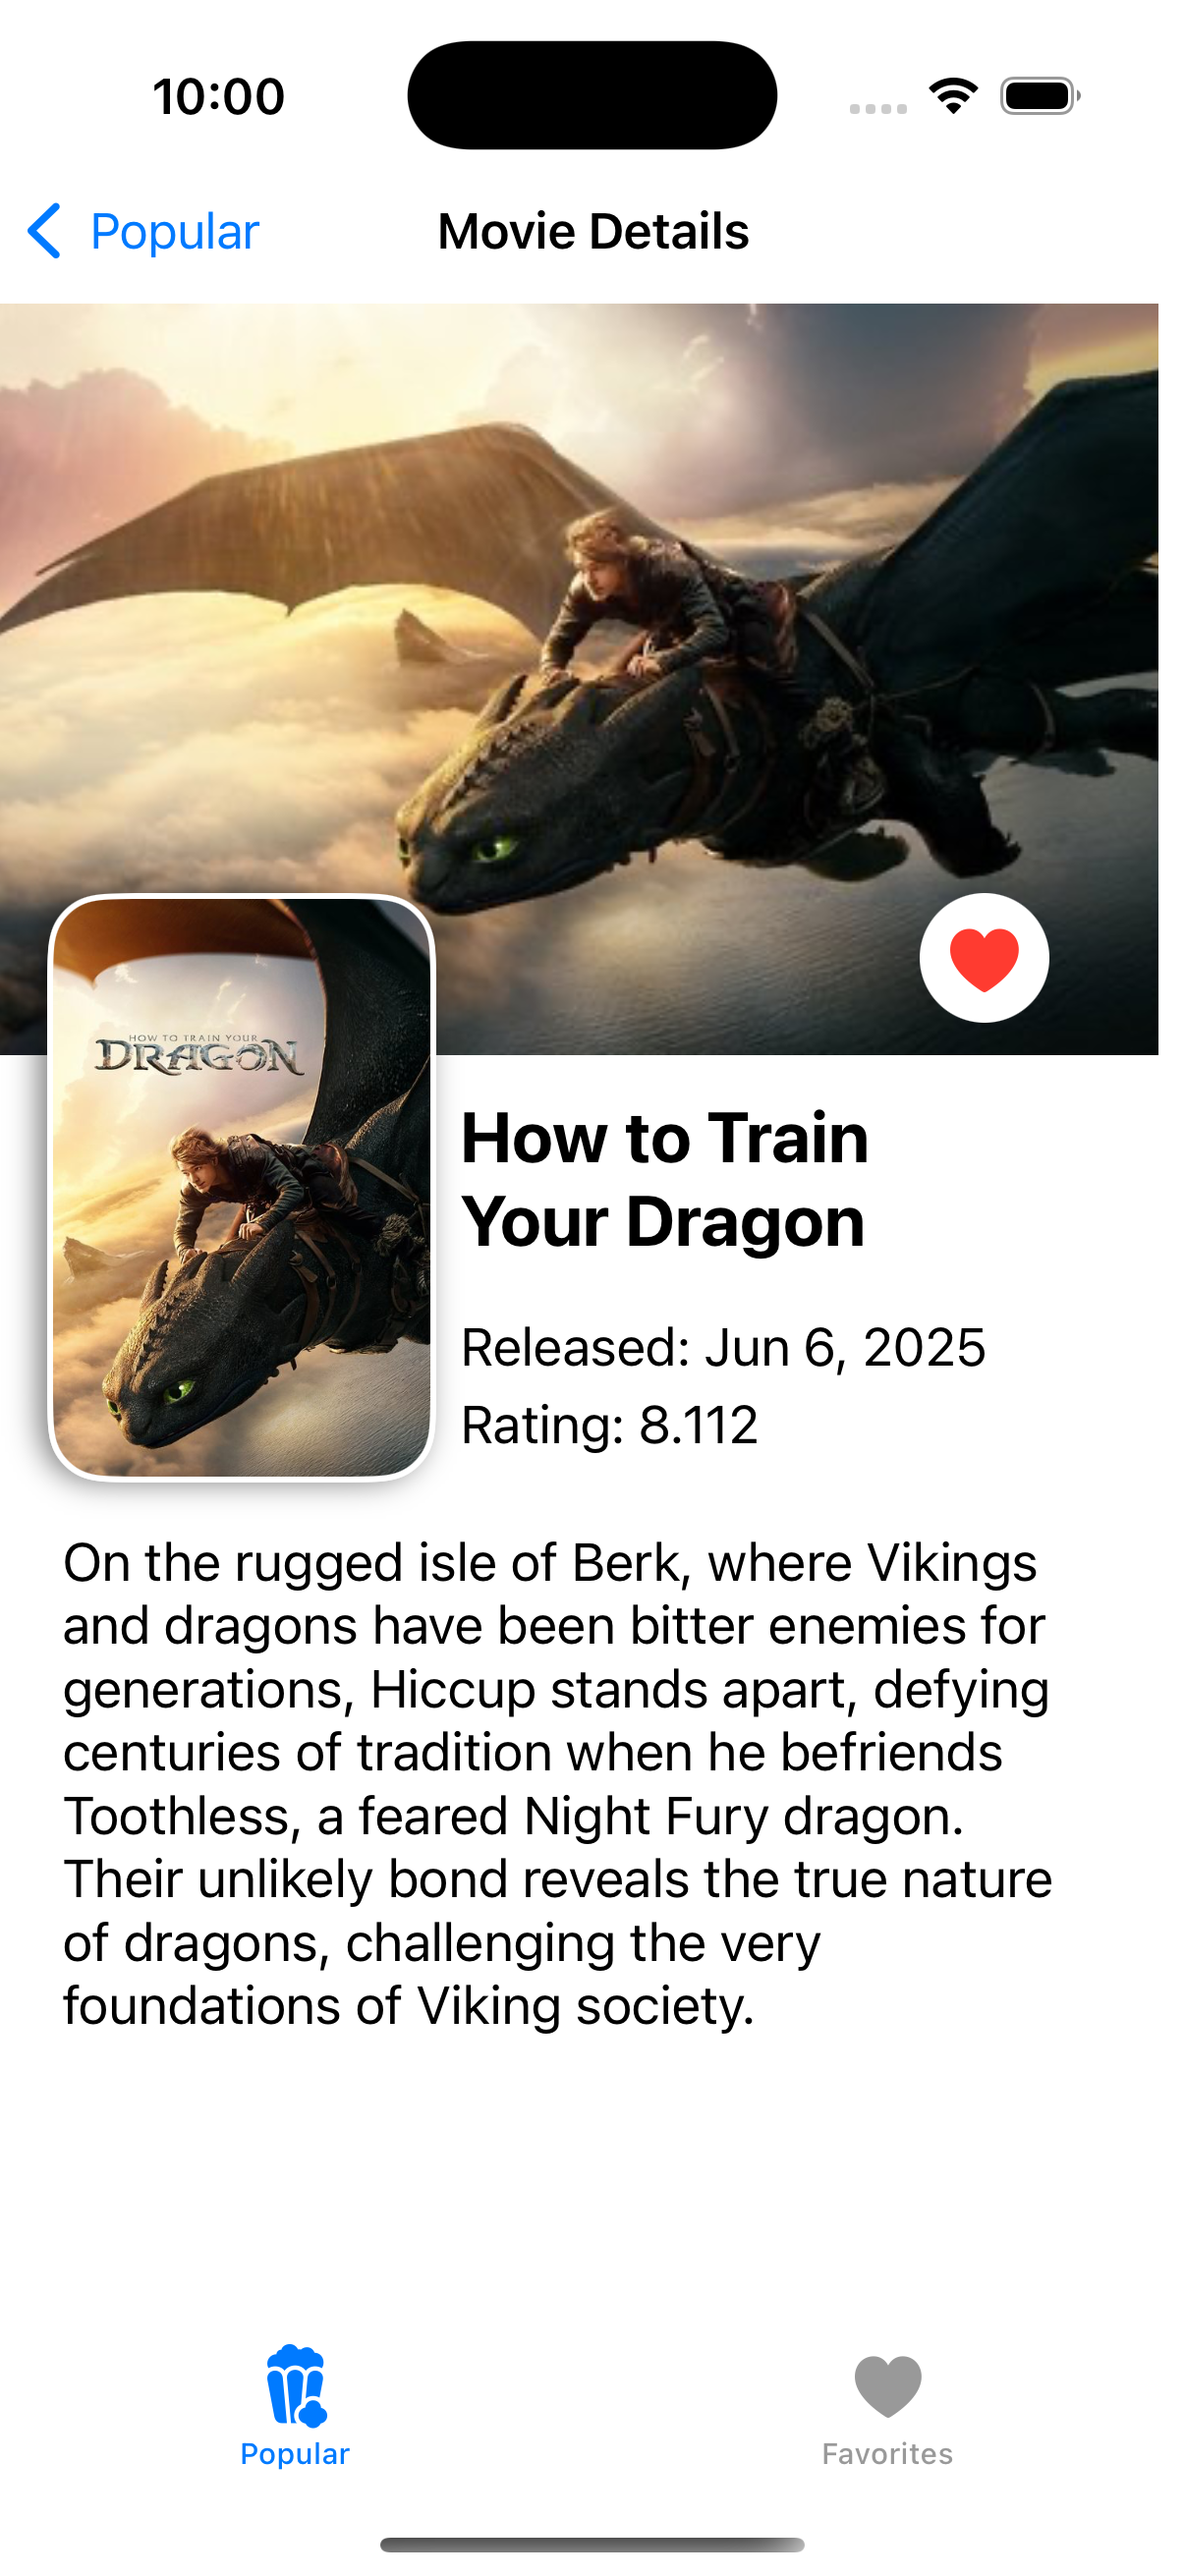 10:00
Popular
Movie Details
HOW TO TRAIN YOUR
DRAGON
How to Train
Your Dragon
Released: Jun 6, 2025
Rating: 8.112
On the rugged isle of Berk, where Vikings
and dragons have been bitter enemies for
generations, Hiccup stands apart, defying
centuries of tradition when he befriends
Toothless, a feared Night Fury dragon.
Their unlikely bond reveals the true nature
of dragons, challenging the very
foundations of Viking society.
Popular
Favorites